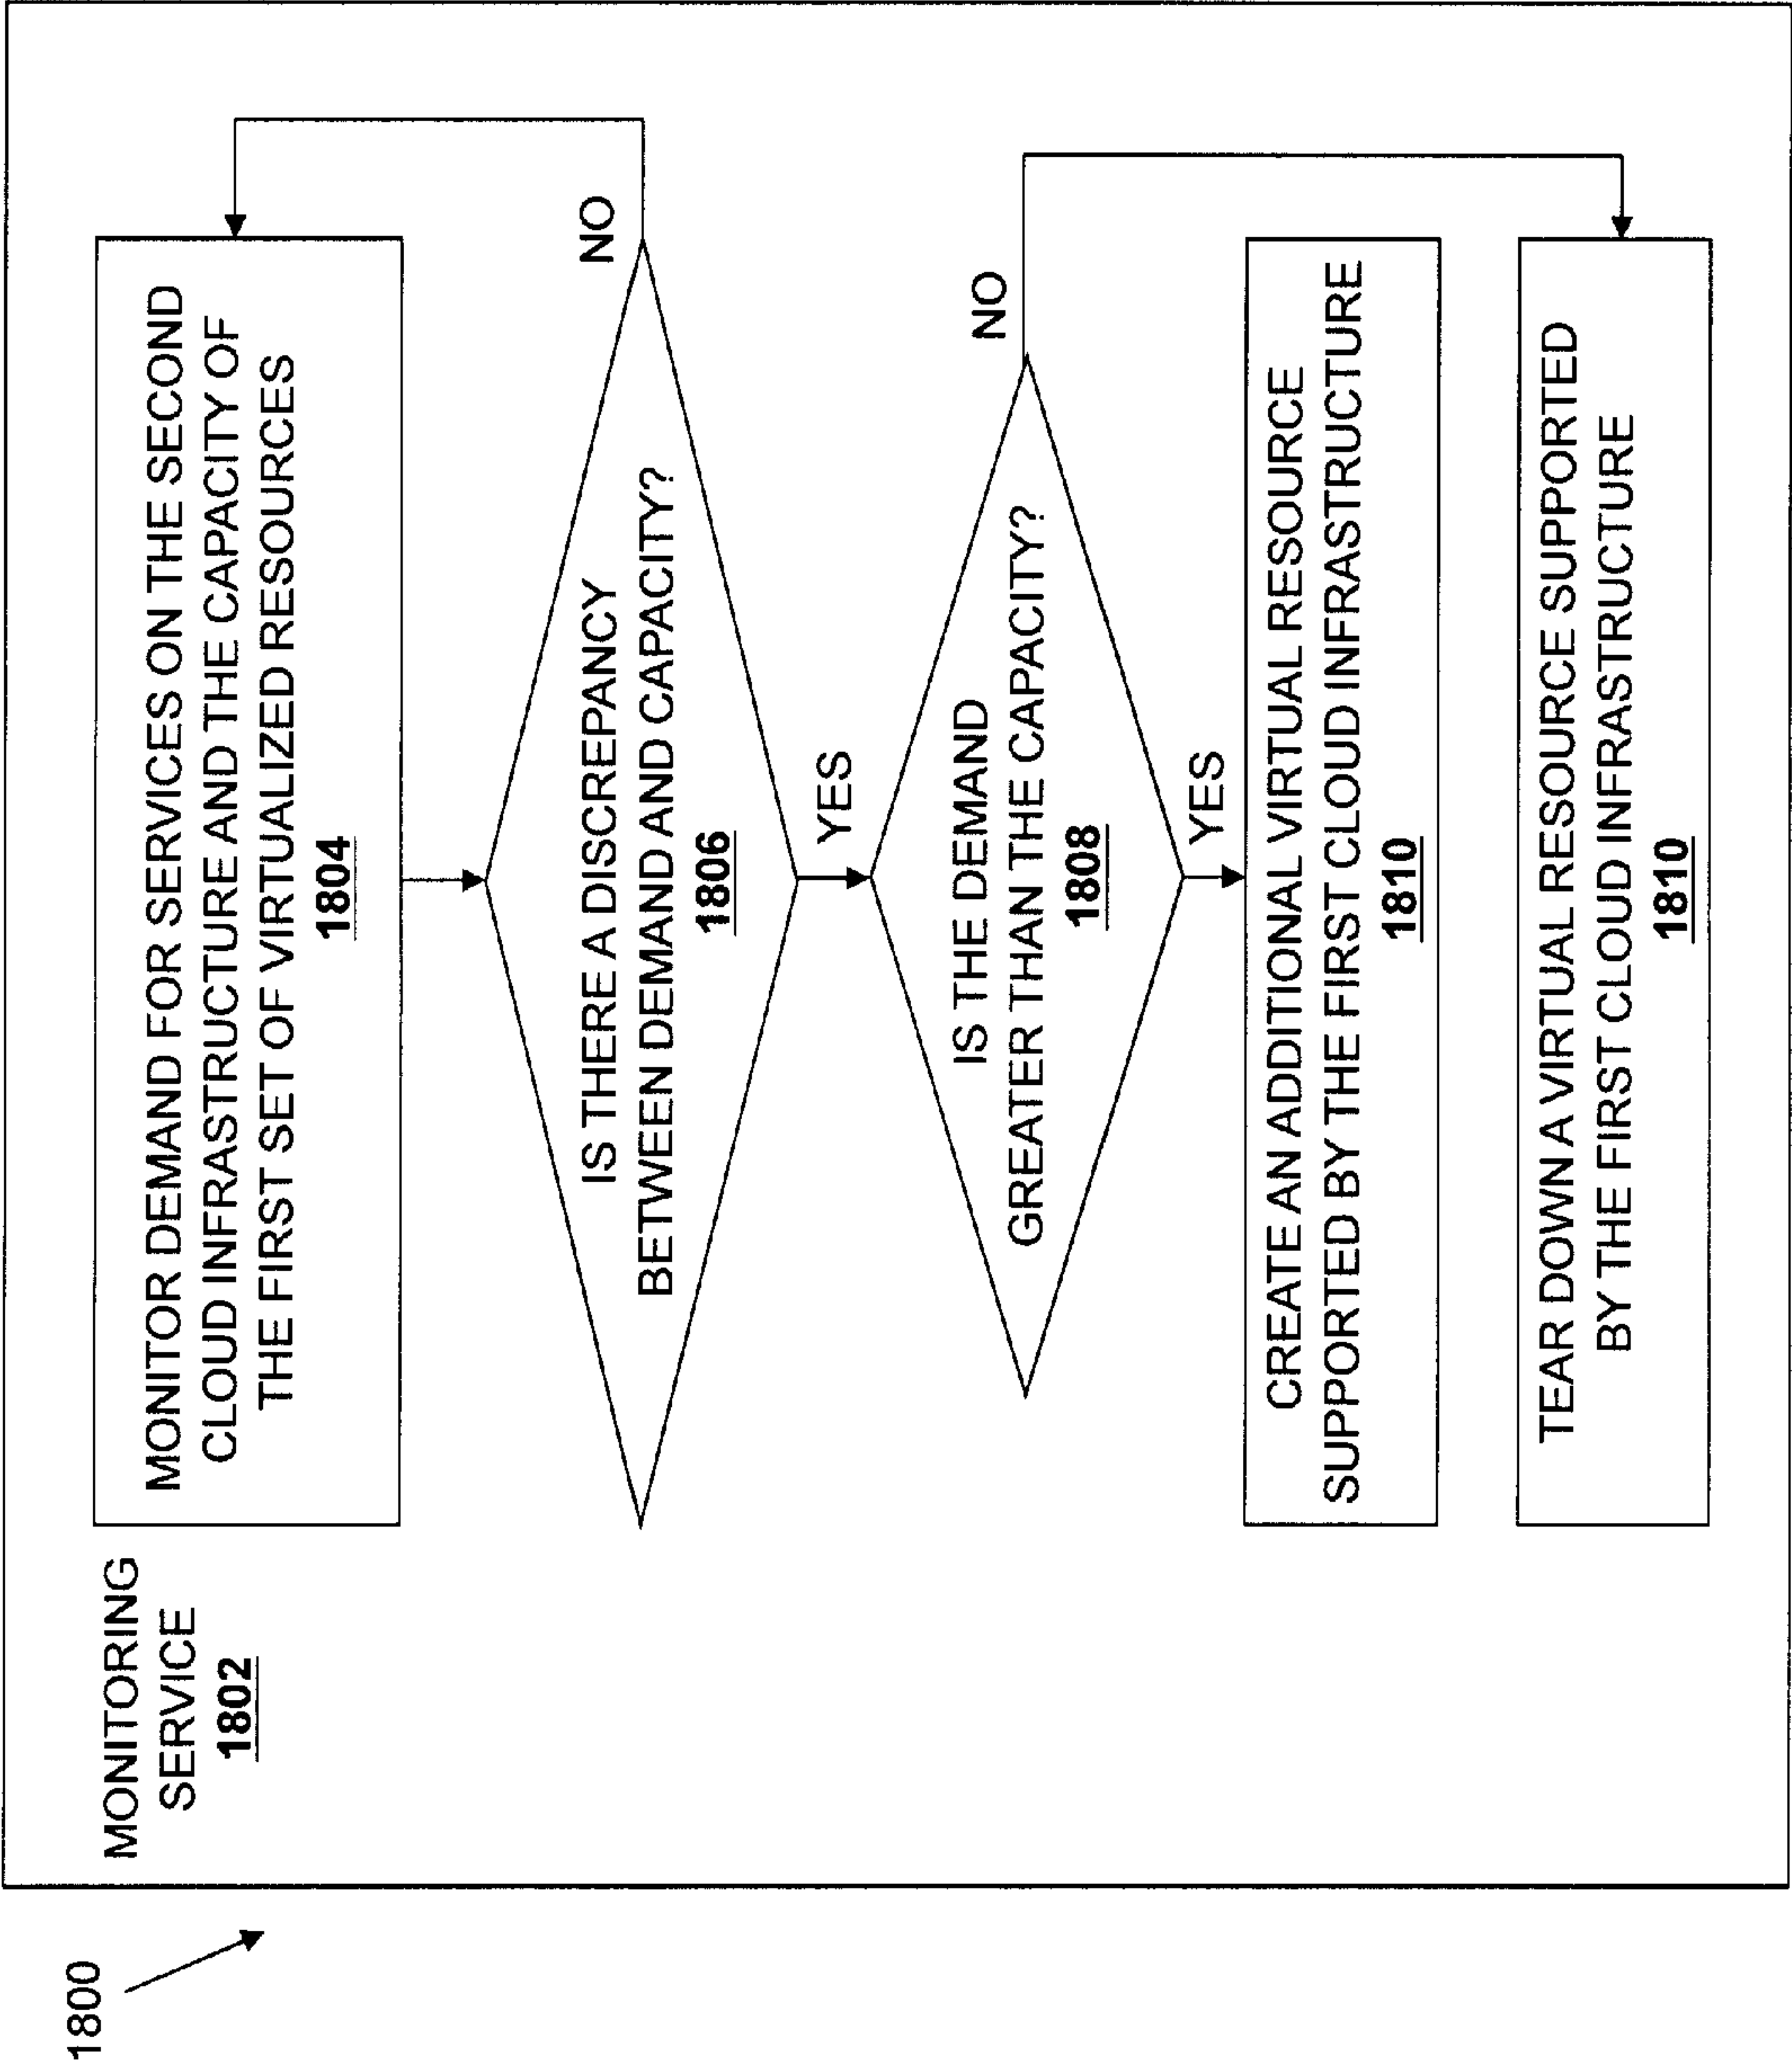 1800
MONITORING
SERVICE
1802
MONITOR DEMAND FOR SERVICES ON THE SECOND
CLOUD INFRASTRUCTURE AND THE CAPACITY OF
THE FIRST SET OF VIRTUALIZED RESOURCES
1804
IS THERE A DISCREPANCY
BETWEEN DEMAND AND CAPACITY?
1806
NO
YES
IS THE DEMAND
GREATER THAN THE CAPACITY?
1808
NO
YES
CREATE AN ADDITIONAL VIRTUAL RESOURCE
SUPPORTED BY THE FIRST CLOUD INFRASTRUCTURE
1810
TEAR DOWN A VIRTUAL RESOURCE SUPPORTED
BY THE FIRST CLOUD INFRASTRUCTURE
1810